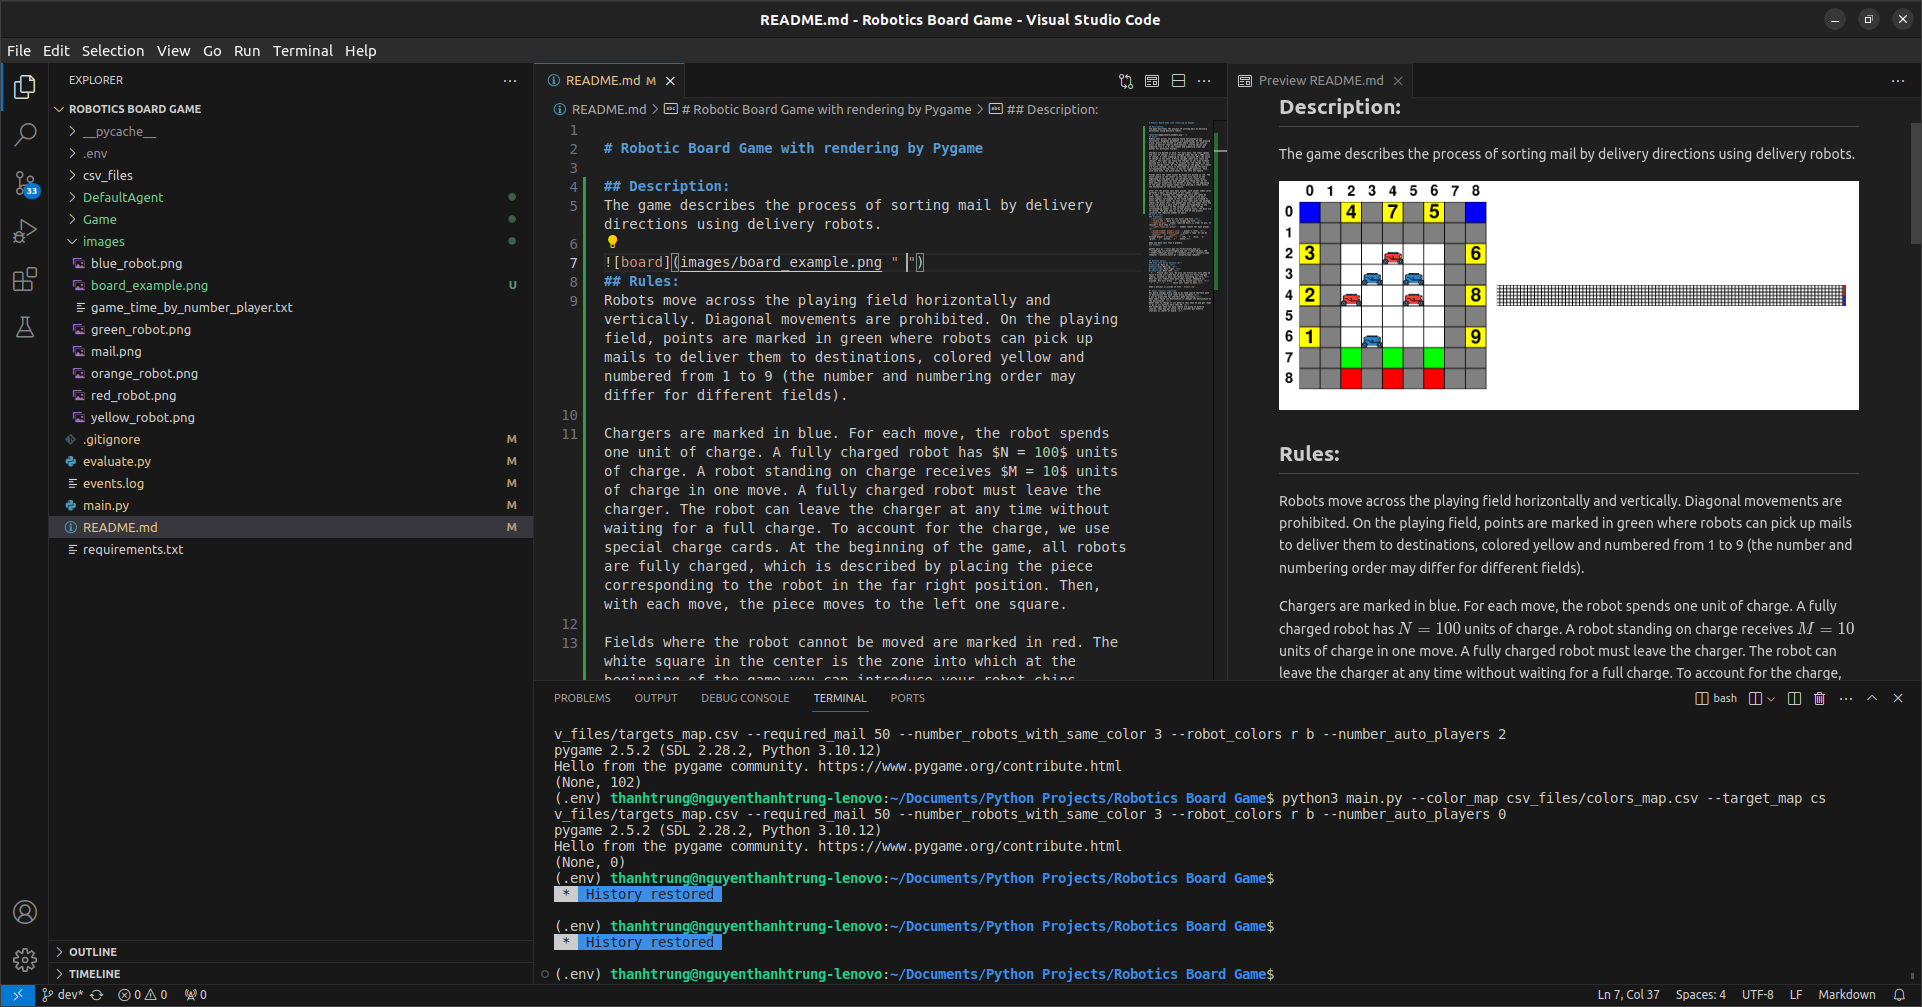 README.md - Robotics Board Game - Visual Studio Code
File Edit Selection View Go Run Terminal Help
EXPLORER
ROBOTICS BOARD GAME
__pycache__
.env
csv_files
DefaultAgent
Game
images
blue_robot.png
board_example.png U
game_time_by_number_player.txt
green_robot.png
mail.png
orange_robot.png
red_robot.png
yellow_robot.png
.gitignore M
evaluate.py M
events.log M
main.py M
README.md M
requirements.txt
OUTLINE
TIMELINE
33
README.md M
README.md > # Robotic Board Game with rendering by Pygame > ## Description:
1
2 # Robotic Board Game with rendering by Pygame
3
4 ## Description:
5 The game describes the process of sorting mail by delivery
directions using delivery robots.
6
7 ![board](images/board_example.png " ")
8 ## Rules:
9 Robots move across the playing field horizontally and
vertically. Diagonal movements are prohibited. On the playing
field, points are marked in green where robots can pick up
mails to deliver them to destinations, colored yellow and
numbered from 1 to 9 (the number and numbering order may
differ for different fields).
10
11 Chargers are marked in blue. For each move, the robot spends
one unit of charge. A fully charged robot has $N = 100$ units
of charge. A robot standing on charge receives $M = 10$ units
of charge in one move. A fully charged robot must leave the
charger. The robot can leave the charger at any time without
waiting for a full charge. To account for the charge, we use
special charge cards. At the beginning of the game, all robots
are fully charged, which is described by placing the piece
corresponding to the robot in the far right position. Then,
with each move, the piece moves to the left one square.
12
13 Fields where the robot cannot be moved are marked in red. The
white square in the center is the zone into which at the
beginning of the game you can introduce your robot chips
Preview README.md
Description:
The game describes the process of sorting mail by delivery directions using delivery robots.
0 1 2 3 4 5 6 7 8
0 4 7 5
1
2 3 6
3
4 2 8
5
6 1 9
7
8
Rules:
Robots move across the playing field horizontally and vertically. Diagonal movements are
prohibited. On the playing field, points are marked in green where robots can pick up mails
to deliver them to destinations, colored yellow and numbered from 1 to 9 (the number and
numbering order may differ for different fields).
Chargers are marked in blue. For each move, the robot spends one unit of charge. A fully
charged robot has N = 100 units of charge. A robot standing on charge receives M = 10
units of charge in one move. A fully charged robot must leave the charger. The robot can
leave the charger at any time without waiting for a full charge. To account for the charge,
PROBLEMS OUTPUT DEBUG CONSOLE TERMINAL PORTS
bash
v_files/targets_map.csv --required_mail 50 --number_robots_with_same_color 3 --robot_colors r b --number_auto_players 2
pygame 2.5.2 (SDL 2.28.2, Python 3.10.12)
Hello from the pygame community. https://www.pygame.org/contribute.html
(None, 102)
(.env) thanhtrung@nguyenthanhtrung-lenovo:~/Documents/Python Projects/Robotics Board Game$ python3 main.py --color_map csv_files/colors_map.csv --target_map cs
v_files/targets_map.csv --required_mail 50 --number_robots_with_same_color 3 --robot_colors r b --number_auto_players 0
pygame 2.5.2 (SDL 2.28.2, Python 3.10.12)
Hello from the pygame community. https://www.pygame.org/contribute.html
(None, 0)
(.env) thanhtrung@nguyenthanhtrung-lenovo:~/Documents/Python Projects/Robotics Board Game$
* History restored
(.env) thanhtrung@nguyenthanhtrung-lenovo:~/Documents/Python Projects/Robotics Board Game$
* History restored
(.env) thanhtrung@nguyenthanhtrung-lenovo:~/Documents/Python Projects/Robotics Board Game$
dev* 0 0 0
Ln 7, Col 37 Spaces: 4 UTF-8 LF Markdown